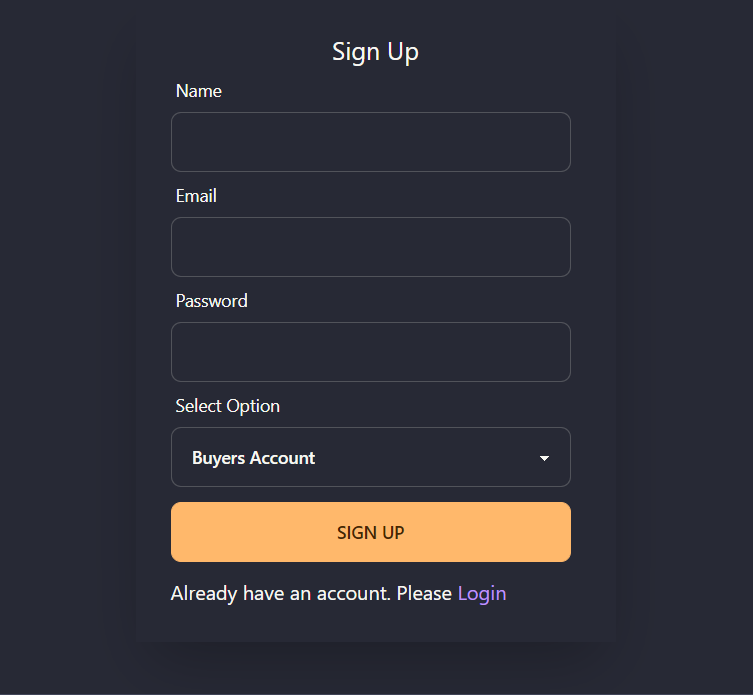 Sign Up
Name
Email
Password
Select Option
Buyers Account
SIGN UP
Already have an account. Please Login